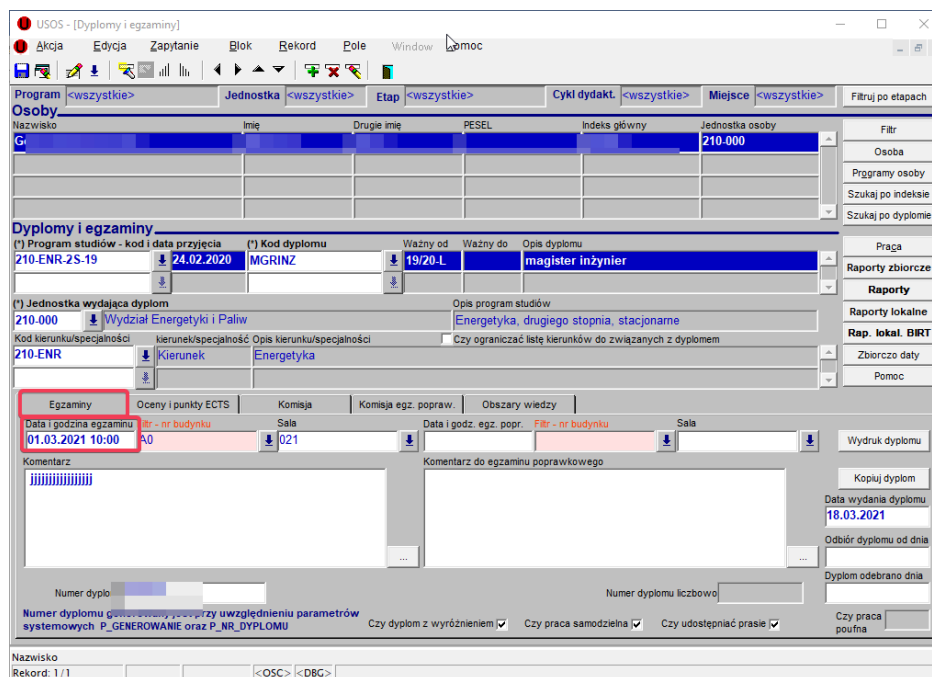 USOS - [Dyplomy i egzaminy]
Akcja Edycja Zapytanie Blok Rekord Pole Window Pomoc
Program <wszystkie> Jednostka <wszystkie> Etap <wszystkie> Cykl dydakt. <wszystkie> Miejsce <wszystkie> Filtruj po etapach
Osoby
Nazwisko Imię Drugie imię PESEL Indeks główny Jednostka osoby Filtr
210-000
Osoba
Programy osoby
Szukaj po indeksie
Szukaj po dyplomie
Dyplomy i egzaminy
(*) Program studiów - kod i data przyjęcia (*) Kod dyplomu Ważny od Ważny do Opis dyplomu Praca
210-ENR-2S-19 24.02.2020 MGRINZ 19/20-L magister inżynier Raporty zbiorcze
Raporty
(*) Jednostka wydająca dyplom Opis program studiów
210-000 Wydział Energetyki i Paliw Energetyka, drugiego stopnia, stacjonarne Raporty lokalne
Kod kierunku/specjalności kierunek/specjalność Opis kierunku/specjalności Czy ograniczać listę kierunków do związanych z dyplomem Rap. lokal. BIRT
210-ENR Kierunek Energetyka Zbiorczo daty
Pomoc
Egzaminy Oceny i punkty ECTS Komisja Komisja egz. popraw. Obszary wiedzy
Data i godzina egzaminu Filtr - nr budynku Sala Data i godz. egz. popr. Filtr - nr budynku Sala
01.03.2021 10:00 A0 021 Wydruk dyplomu
Komentarz Komentarz do egzaminu poprawkowego
jjjjjjjjjjjjjjjjj Kopiuj dyplom
Data wydania dyplomu
18.03.2021
Odbiór dyplomu od dnia
... ...
Dyplom odebrano dnia
Numer Numer dyplomu liczbowo
Numer dyplomu przy uwzględnieniu parametrów
systemowych P_GENEROWANIE oraz P_NR_DYPLOMU Czy dyplom z wyróżnieniem Czy praca samodzielna Czy udostępniać prasie Czy praca poufna
Nazwisko
Rekord: 1/1 <OSC> <DBG>